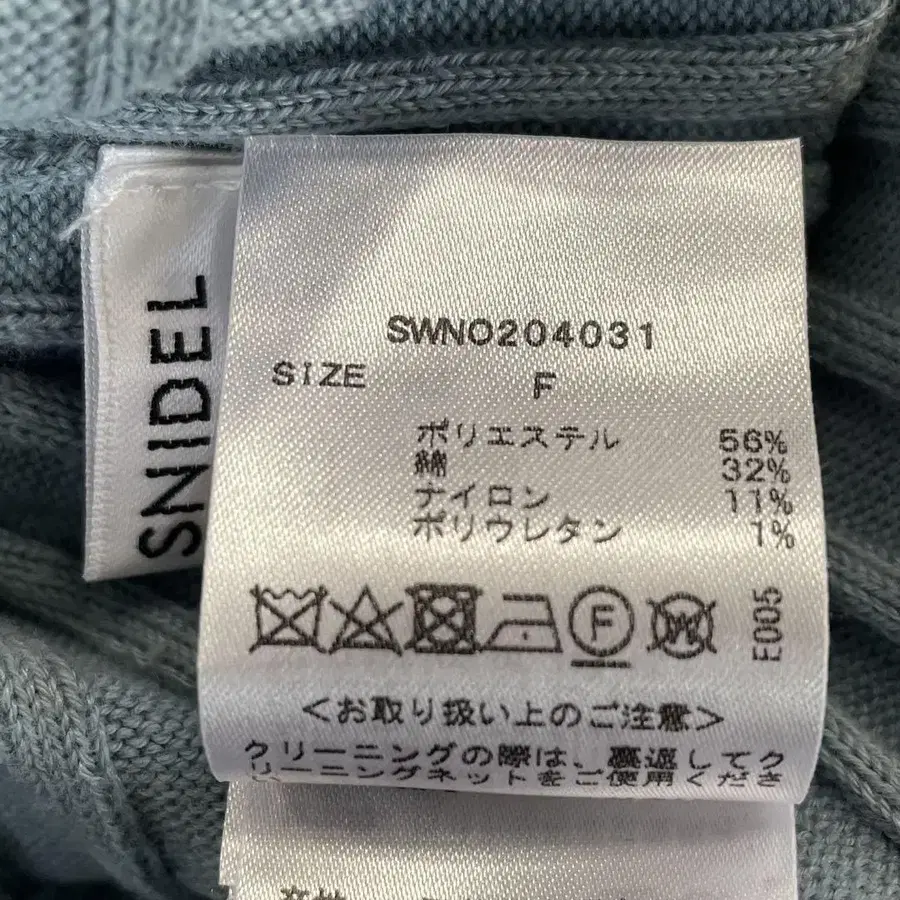 SNIDEL
SWNO204031
SIZE F
ポリエステル 56%
綿 32%
ナイロン 11%
ポリウレタン 1%
F
W
E005
<お取り扱い上のご注意>
クリーニングの際は、裏返してク
リーニングネットをご使用くださ